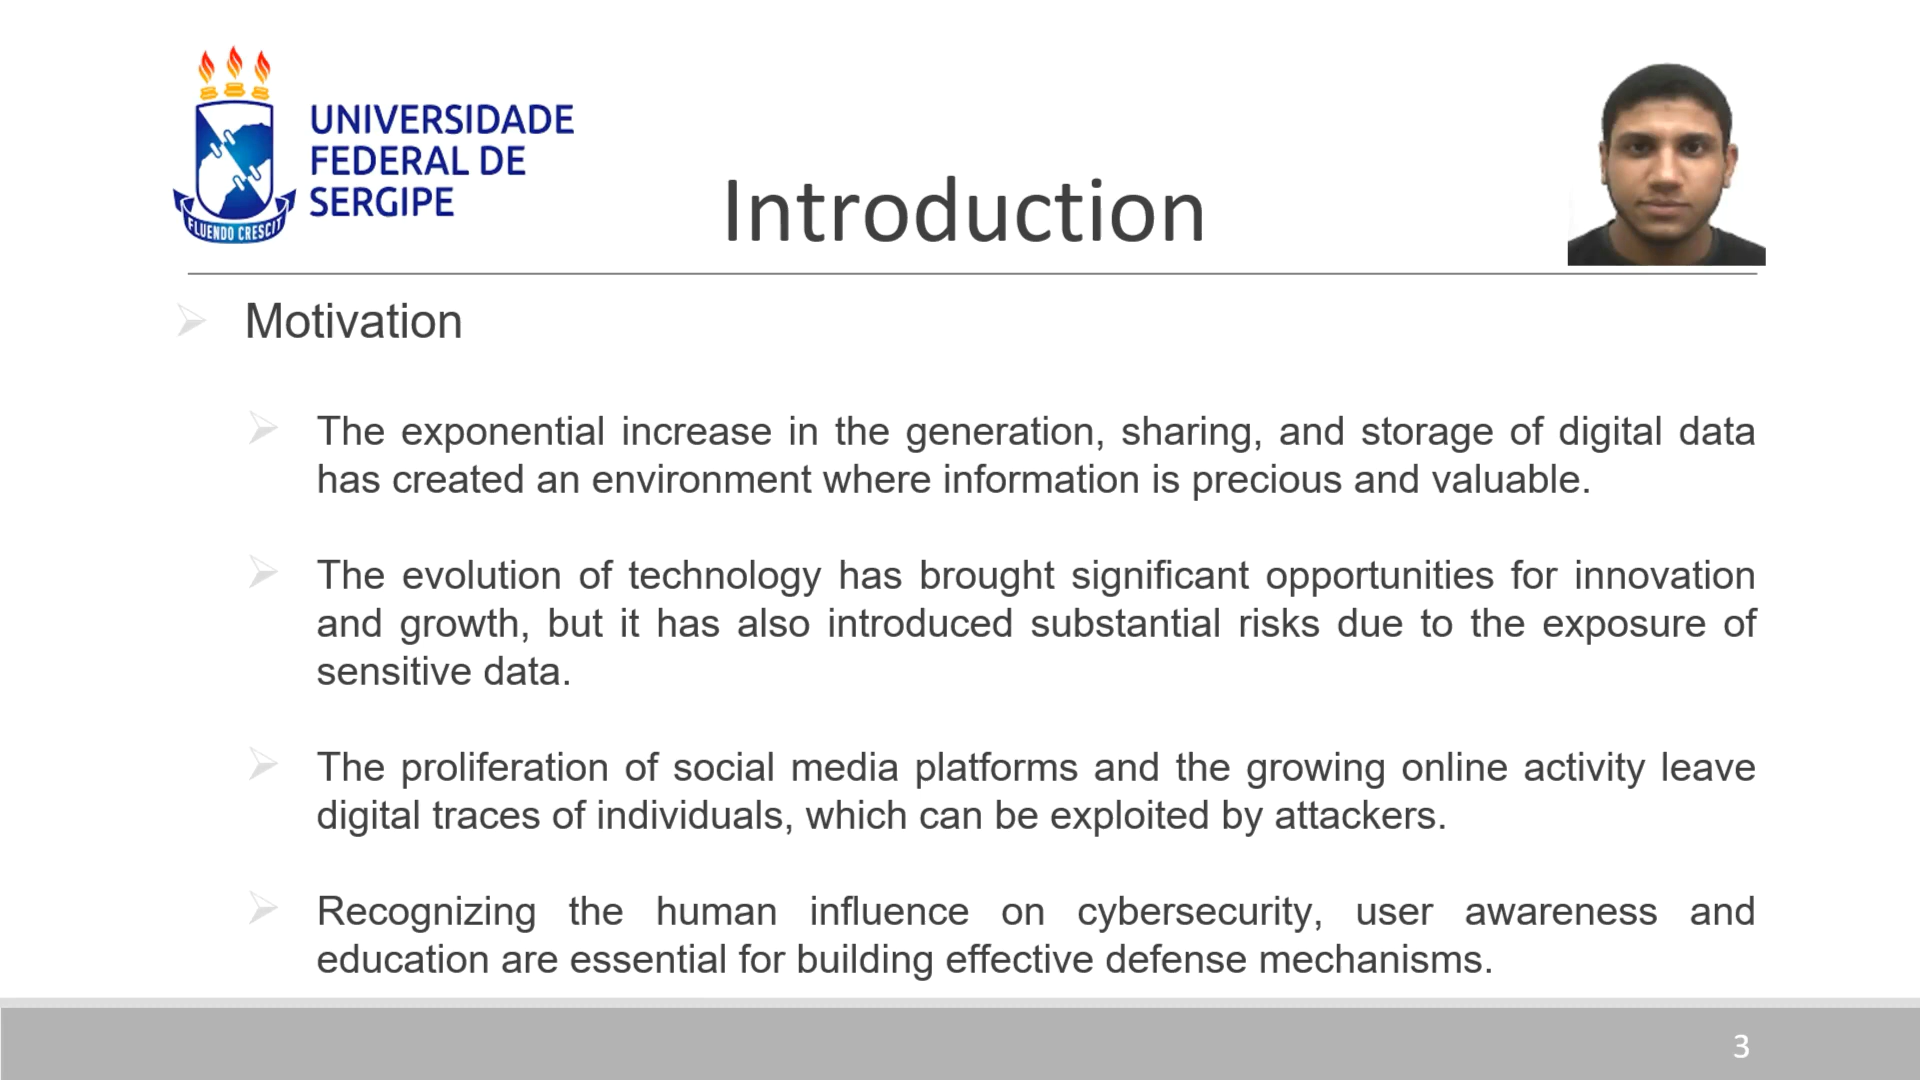 UNIVERSIDADE
FEDERAL DE
SERGIPE
FLUENDO CRESCIT
Introduction
Motivation
The exponential increase in the generation, sharing, and storage of digital data
has created an environment where information is precious and valuable.
The evolution of technology has brought significant opportunities for innovation
and growth, but it has also introduced substantial risks due to the exposure of
sensitive data.
The proliferation of social media platforms and the growing online activity leave
digital traces of individuals, which can be exploited by attackers.
Recognizing the human influence on cybersecurity, user awareness and
education are essential for building effective defense mechanisms.
3